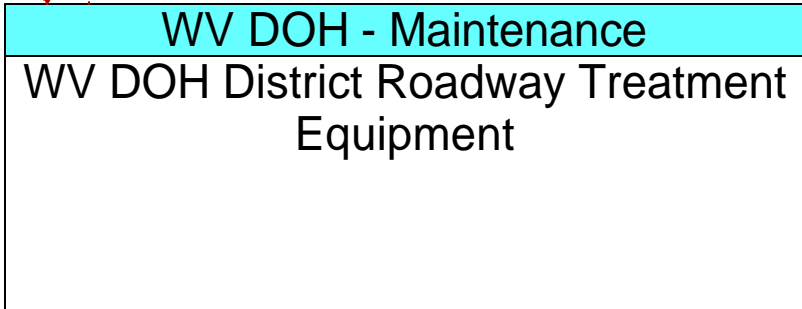 WV DOH - Maintenance
WV DOH District Roadway Treatment
Equipment